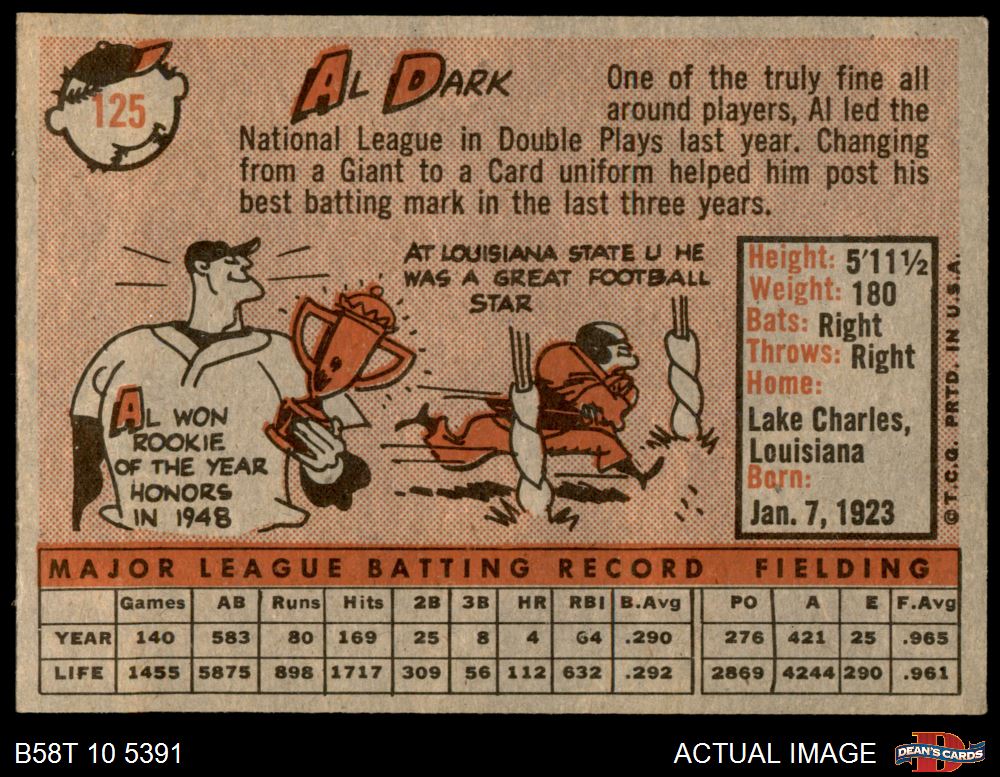 125
AL DARK
One of the truly fine all
around players, Al led the
National League in Double Plays last year. Changing
from a Giant to a Card uniform helped him post his
best batting mark in the last three years.
AL WON
ROOKIE
OF THE YEAR
HONORS
IN 1948
AT LOUISIANA STATE U HE
WAS A GREAT FOOTBALL
STAR
Height: 5'11½
Weight: 180
Bats: Right
Throws: Right
Home:
Lake Charles,
Louisiana
Born:
Jan. 7, 1923
© T.C.G. PRTD. IN U.S.A.
MAJOR LEAGUE BATTING RECORD FIELDING
Games AB Runs Hits 2B 3B HR RBI B.Avg PO A E F.Avg
YEAR 140 583 80 169 25 8 4 64 .290 276 421 25 .965
LIFE 1455 5875 898 1717 309 56 112 632 .292 2869 4244 290 .961
B58T 10 5391 ACTUAL IMAGE
DEAN'S CARDS